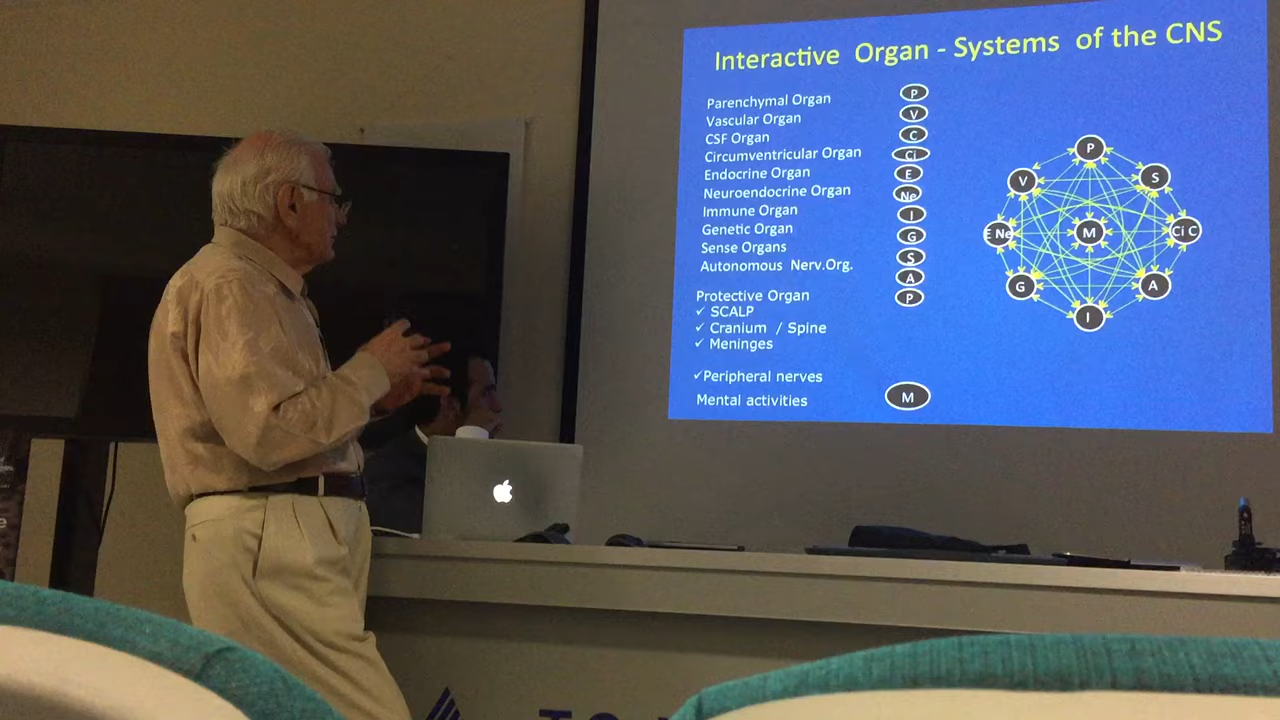 Interactive Organ - Systems of the CNS
Parenchymal Organ P
Vascular Organ V
CSF Organ C
Circumventricular Organ Ci
Endocrine Organ E
Neuroendocrine Organ Ne
Immune Organ I
Genetic Organ G
Sense Organs S
Autonomous Nerv.Org. A
Protective Organ P
✓ SCALP
✓ Cranium / Spine
✓ Meninges
✓Peripheral nerves
Mental activities M
P
V S
E Ne M Ci C
G A
I